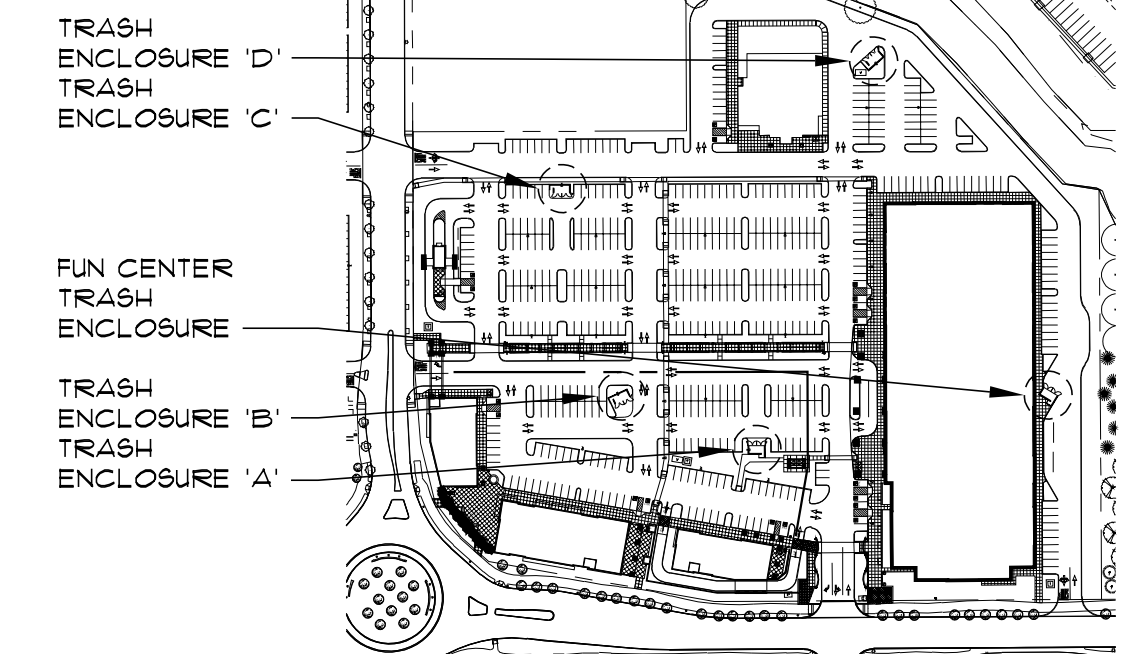 TRASH
ENCLOSURE 'D'
TRASH
ENCLOSURE 'C'
FUN CENTER
TRASH
ENCLOSURE
TRASH
ENCLOSURE 'B'
TRASH
ENCLOSURE 'A'